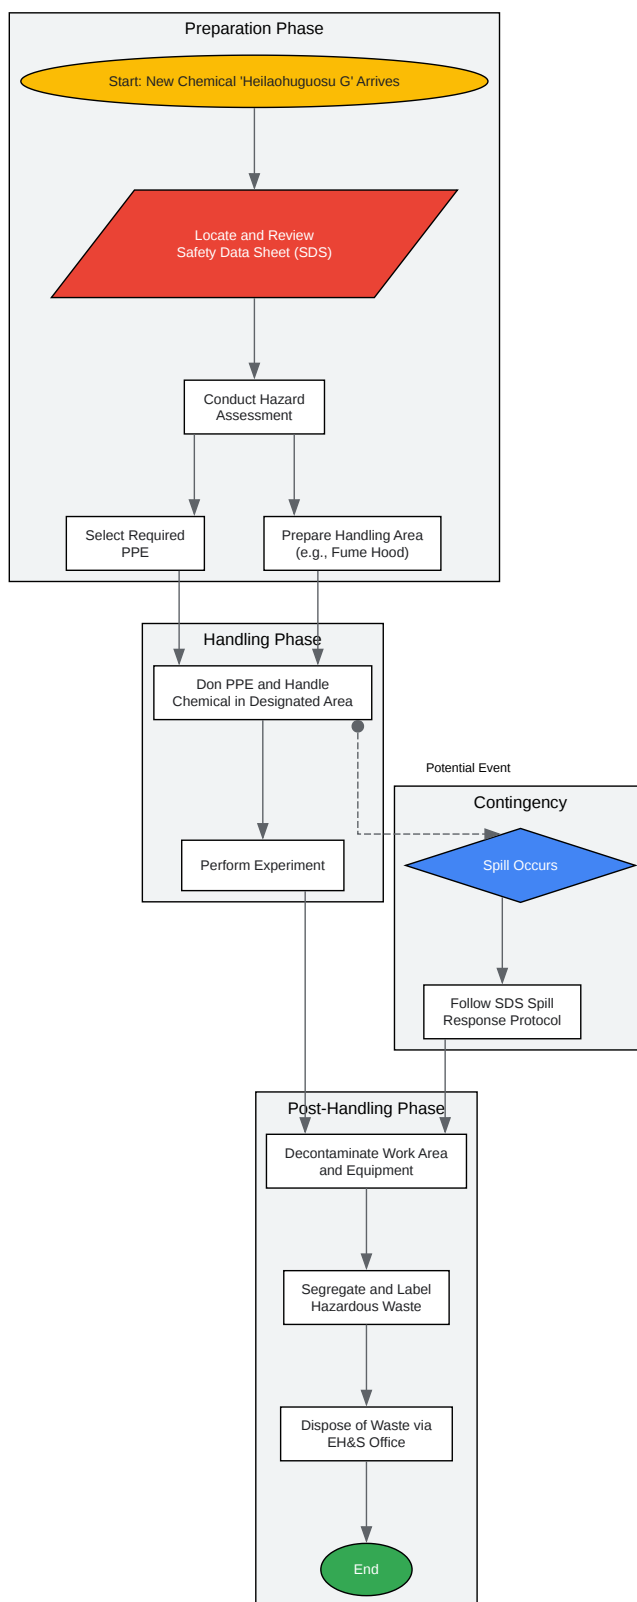 Preparation Phase
Start: New Chemical 'Heilaohuguosu G' Arrives
Locate and Review
Safety Data Sheet (SDS)
Conduct Hazard
Assessment
Select Required
PPE
Prepare Handling Area
(e.g., Fume Hood)
Handling Phase
Don PPE and Handle
Chemical in Designated Area
Potential Event
Contingency
Perform Experiment
Spill Occurs
Follow SDS Spill
Response Protocol
Post-Handling Phase
Decontaminate Work Area
and Equipment
Segregate and Label
Hazardous Waste
Dispose of Waste via
EH&S Office
End